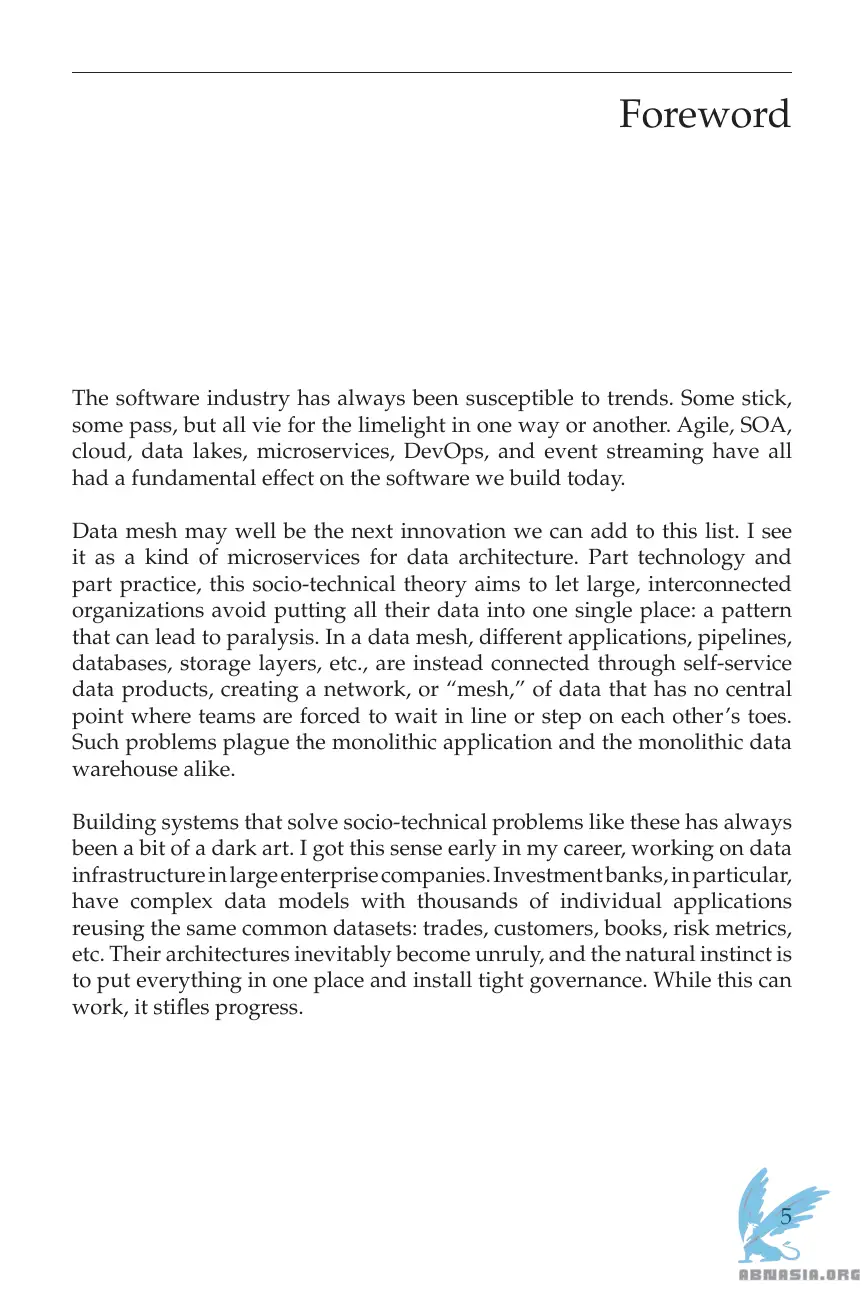 Foreword
The software industry has always been susceptible to trends. Some stick,
some pass, but all vie for the limelight in one way or another. Agile, SOA,
cloud, data lakes, microservices, DevOps, and event streaming have all
had a fundamental effect on the software we build today.
Data mesh may well be the next innovation we can add to this list. I see
it as a kind of microservices for data architecture. Part technology and
part practice, this socio-technical theory aims to let large, interconnected
organizations avoid putting all their data into one single place: a pattern
that can lead to paralysis. In a data mesh, different applications, pipelines,
databases, storage layers, etc., are instead connected through self-service
data products, creating a network, or “mesh,” of data that has no central
point where teams are forced to wait in line or step on each other’s toes.
Such problems plague the monolithic application and the monolithic data
warehouse alike.
Building systems that solve socio-technical problems like these has always
been a bit of a dark art. I got this sense early in my career, working on data
infrastructure in large enterprise companies. Investment banks, in particular,
have complex data models with thousands of individual applications
reusing the same common datasets: trades, customers, books, risk metrics,
etc. Their architectures inevitably become unruly, and the natural instinct is
to put everything in one place and install tight governance. While this can
work, it stifles progress.
5
ABNASIA.ORG